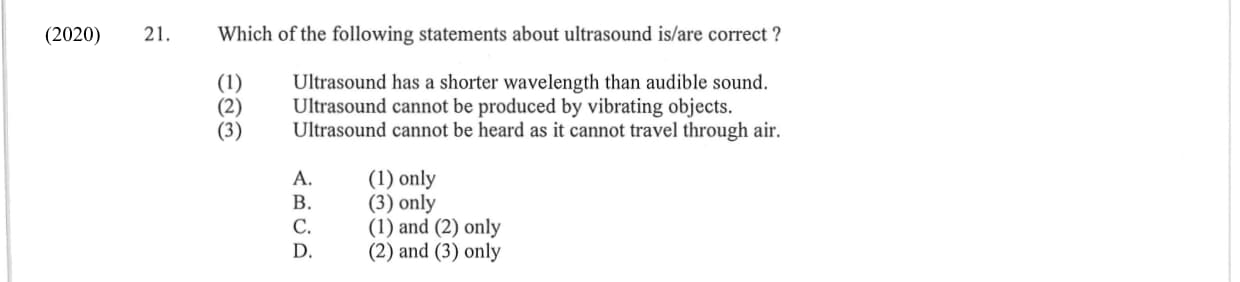 (2020) 21. Which of the following statements about ultrasound is/are correct ?
(1) Ultrasound has a shorter wavelength than audible sound.
(2) Ultrasound cannot be produced by vibrating objects.
(3) Ultrasound cannot be heard as it cannot travel through air.
A. (1) only
B. (3) only
C. (1) and (2) only
D. (2) and (3) only